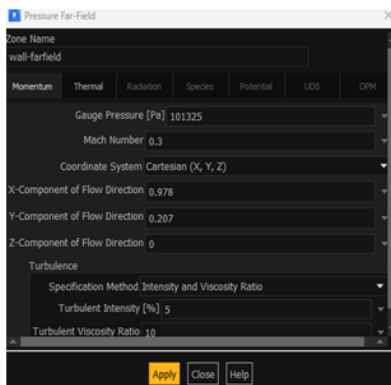 Pressure Far-Field
Zone Name
wall-farfield
Momentum Thermal Radiation Species Potential UDS DPM
Gauge Pressure [Pa] 101325
Mach Number 0.3
Coordinate System Cartesian (X, Y, Z)
X-Component of Flow Direction 0.978
Y-Component of Flow Direction 0.207
Z-Component of Flow Direction 0
Turbulence
Specification Method Intensity and Viscosity Ratio
Turbulent Intensity [%] 5
Turbulent Viscosity Ratio 10
Apply Close Help